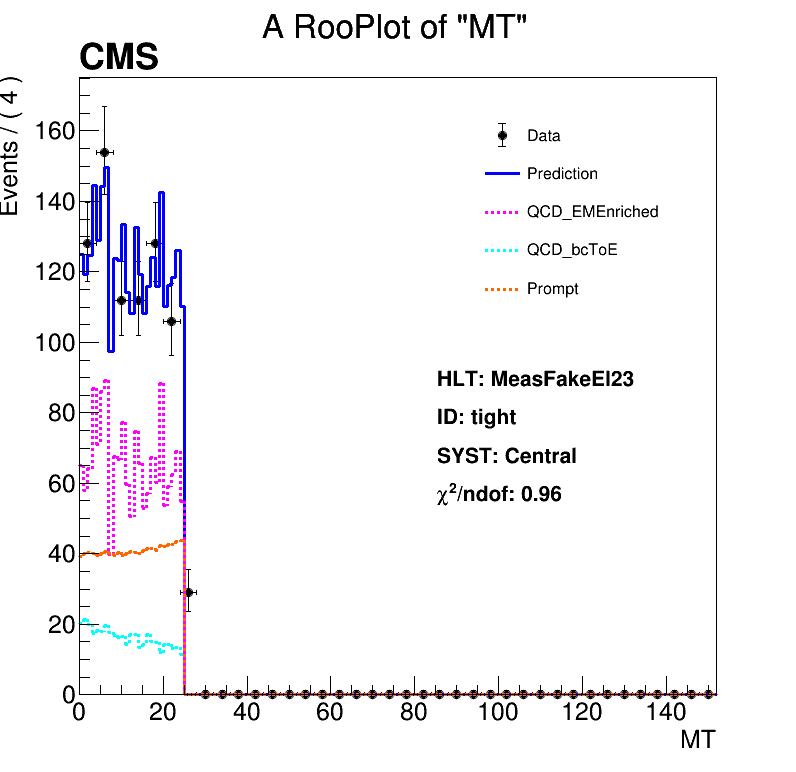 A RooPlot of "MT"
CMS
Events / ( 4 )
160
140
120
100
80
60
40
20
0
Data
Prediction
QCD_EMEnriched
QCD_bcToE
Prompt
HLT: MeasFakeEl23
ID: tight
SYST: Central
χ²/ndof: 0.96
0 20 40 60 80 100 120 140
MT